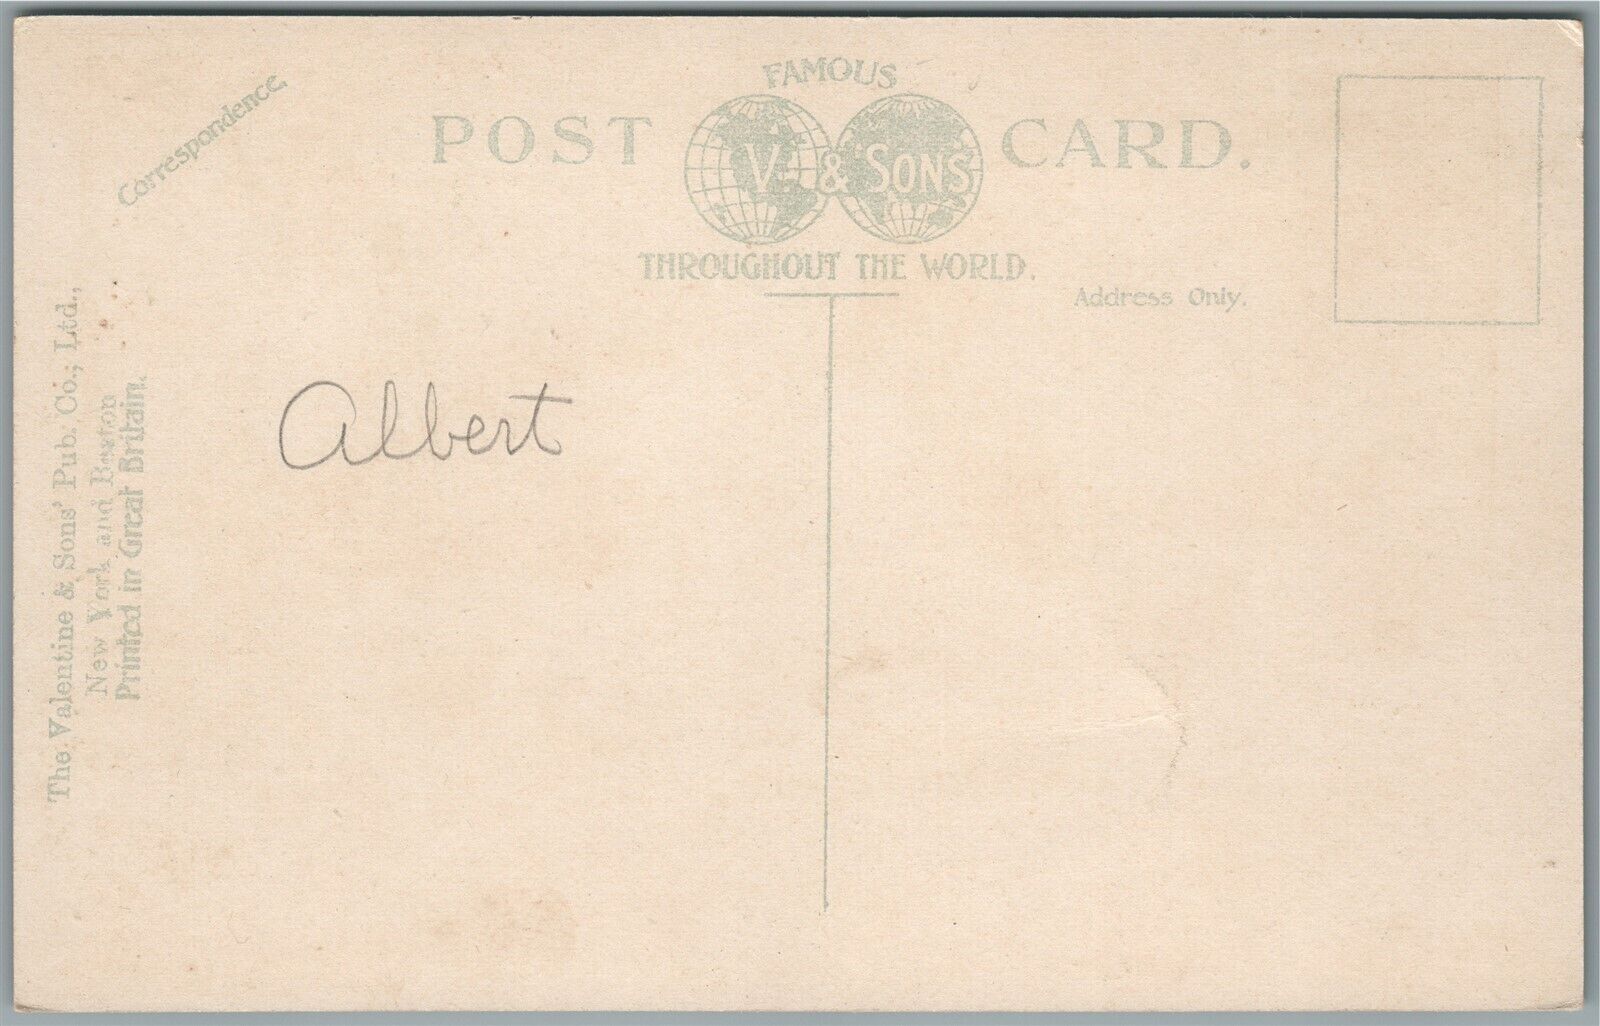 FAMOUS
POST CARD.
V. & SONS
THROUGHOUT THE WORLD.
Correspondence.
Address Only.
Albert
The Valentine & Sons' Pub. Co., Ltd.,
New York and Boston
Printed in Great Britain.